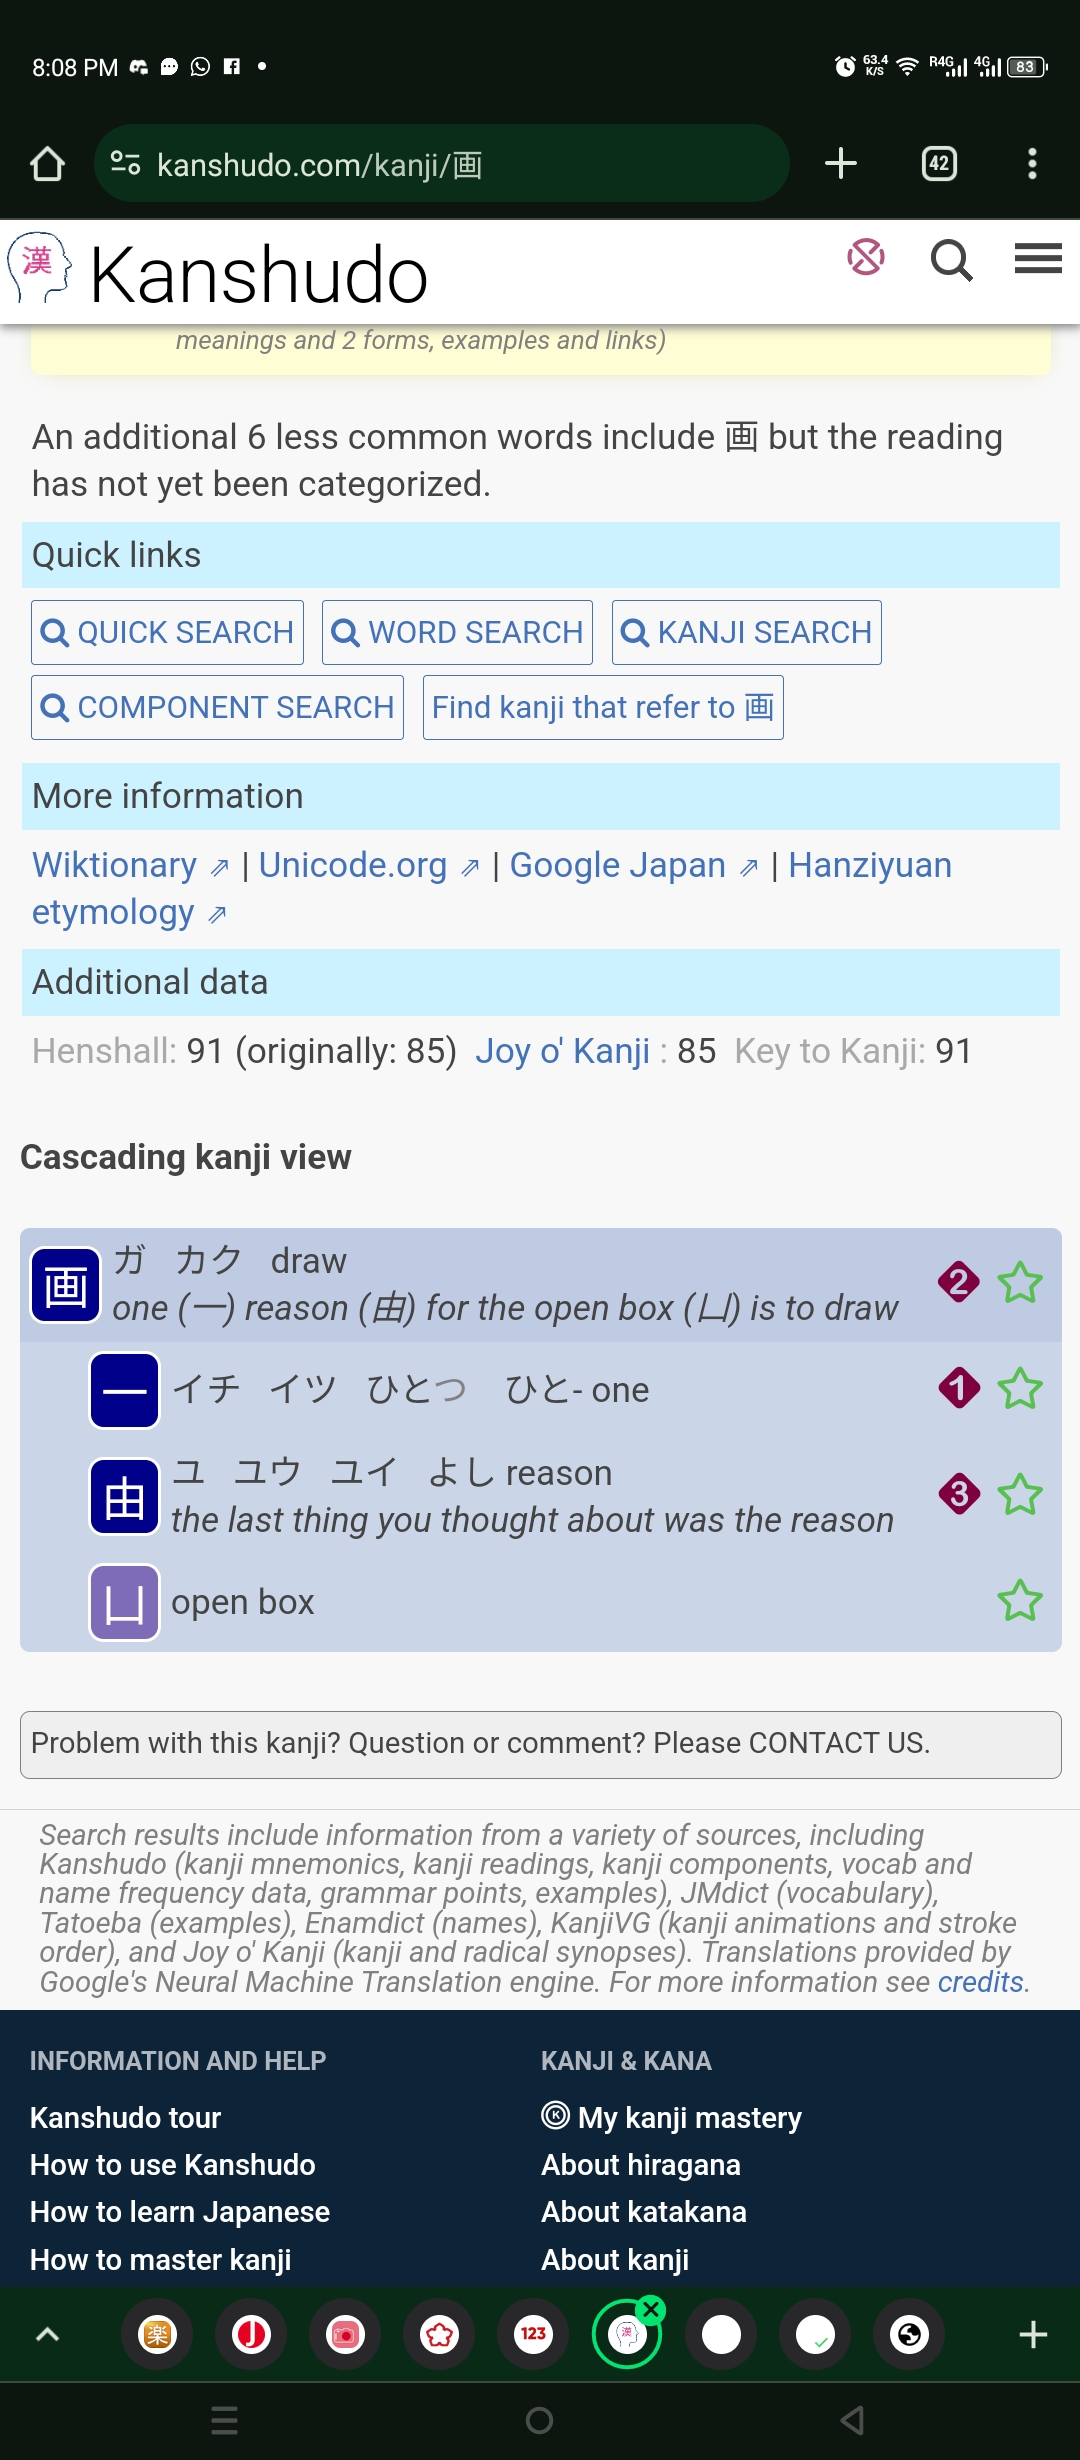 8:08 PM 63.4 K/S R4G 4G 83
kanshudo.com/kanji/画 42
漢 Kanshudo
meanings and 2 forms, examples and links)
An additional 6 less common words include 画 but the reading
has not yet been categorized.
Quick links
QUICK SEARCH WORD SEARCH KANJI SEARCH
COMPONENT SEARCH Find kanji that refer to 画
More information
Wiktionary ⇗ | Unicode.org ⇗ | Google Japan ⇗ | Hanziyuan
etymology ⇗
Additional data
Henshall: 91 (originally: 85) Joy o' Kanji : 85 Key to Kanji: 91
Cascading kanji view
画 ガ カク draw 2
one (一) reason (由) for the open box (凵) is to draw
一 イチ イツ ひとつ ひと- one 1
由 ユ ユウ ユイ よし reason 3
the last thing you thought about was the reason
凵 open box
Problem with this kanji? Question or comment? Please CONTACT US.
Search results include information from a variety of sources, including
Kanshudo (kanji mnemonics, kanji readings, kanji components, vocab and
name frequency data, grammar points, examples), JMdict (vocabulary),
Tatoeba (examples), Enamdict (names), KanjiVG (kanji animations and stroke
order), and Joy o' Kanji (kanji and radical synopses). Translations provided by
Google's Neural Machine Translation engine. For more information see credits.
INFORMATION AND HELP
Kanshudo tour
How to use Kanshudo
How to learn Japanese
How to master kanji
KANJI & KANA
K My kanji mastery
About hiragana
About katakana
About kanji
楽 J 123 漢